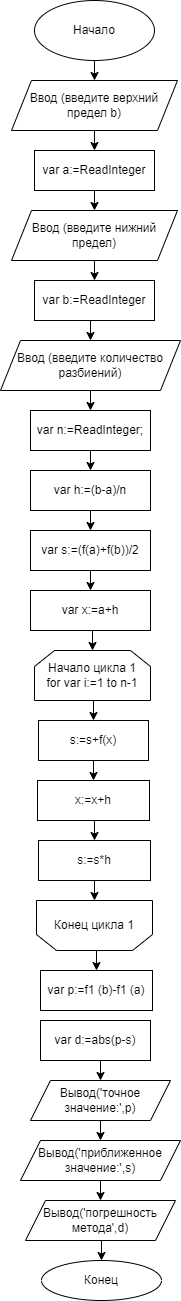 Начало
Ввод (введите верхний
предел b)
var a:=ReadInteger
Ввод (введите нижний
предел)
var b:=ReadInteger
Ввод (введите количество
разбиений)
var n:=ReadInteger;
var h:=(b-a)/n
var s:=(f(a)+f(b))/2
var x:=a+h
Начало цикла 1
for var i:=1 to n-1
s:=s+f(x)
x:=x+h
s:=s*h
Конец цикла 1
var p:=f1 (b)-f1 (a)
var d:=abs(p-s)
Вывод('точное
значение:',p)
Вывод('приближенное
значение:',s)
Вывод('погрешность
метода',d)
Конец